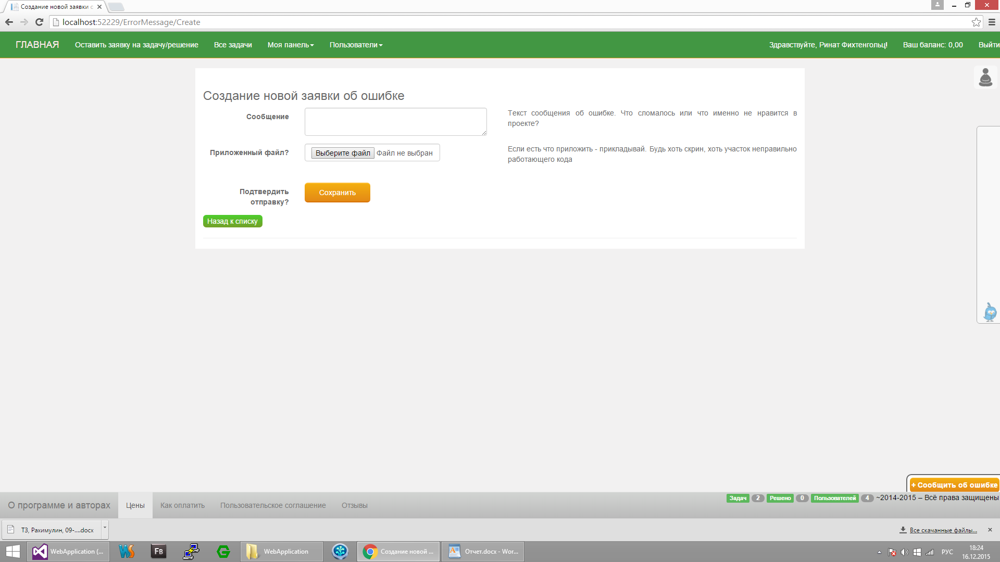 Создание новой заявки с
localhost:52229/ErrorMessage/Create
ГЛАВНАЯ Оставить заявку на задачу/решение Все задачи Моя панель Пользователи Здравствуйте, Ринат Фихтенгольц! Ваш баланс: 0,00 Выйти
Создание новой заявки об ошибке
Сообщение
Текст сообщения об ошибке. Что сломалось или что именно не нравится в
проекте?
Приложенный файл? Выберите файл Файл не выбран
Если есть что приложить - прикладывай. Будь хоть скрин, хоть участок неправильно
работающего кода
Подтвердить
отправку?
Сохранить
Назад к списку
+ Сообщить об ошибке
О программе и авторах Цены Как оплатить Пользовательское соглашение Отзывы
Задач 2 Решено 0 Пользователей 4 ~2014-2015 – Всё права защищены
ТЗ, Рахимулин, 09-....docx
Все скачанные файлы...
WebApplication (... FB WebApplication Создание новой ... Отчет.docx - Wor... РУС
18:24
16.12.2015